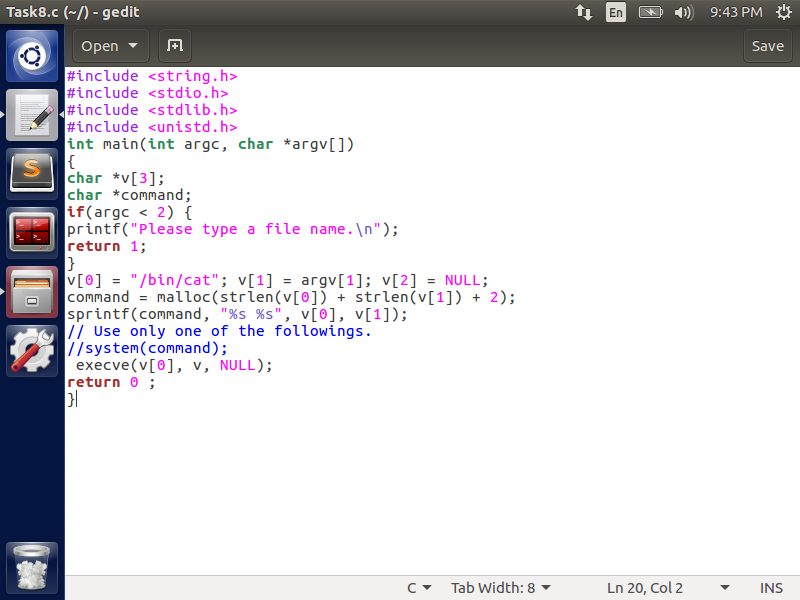 Task8.c (~/) - gedit
En
9:43 PM
Open
Save
#include <string.h>
#include <stdio.h>
#include <stdlib.h>
#include <unistd.h>
int main(int argc, char *argv[])
{
char *v[3];
char *command;
if(argc < 2) {
printf("Please type a file name.\n");
return 1;
}
v[0] = "/bin/cat"; v[1] = argv[1]; v[2] = NULL;
command = malloc(strlen(v[0]) + strlen(v[1]) + 2);
sprintf(command, "%s %s", v[0], v[1]);
// Use only one of the followings.
//system(command);
 execve(v[0], v, NULL);
return 0 ;
}
C
Tab Width: 8
Ln 20, Col 2
INS